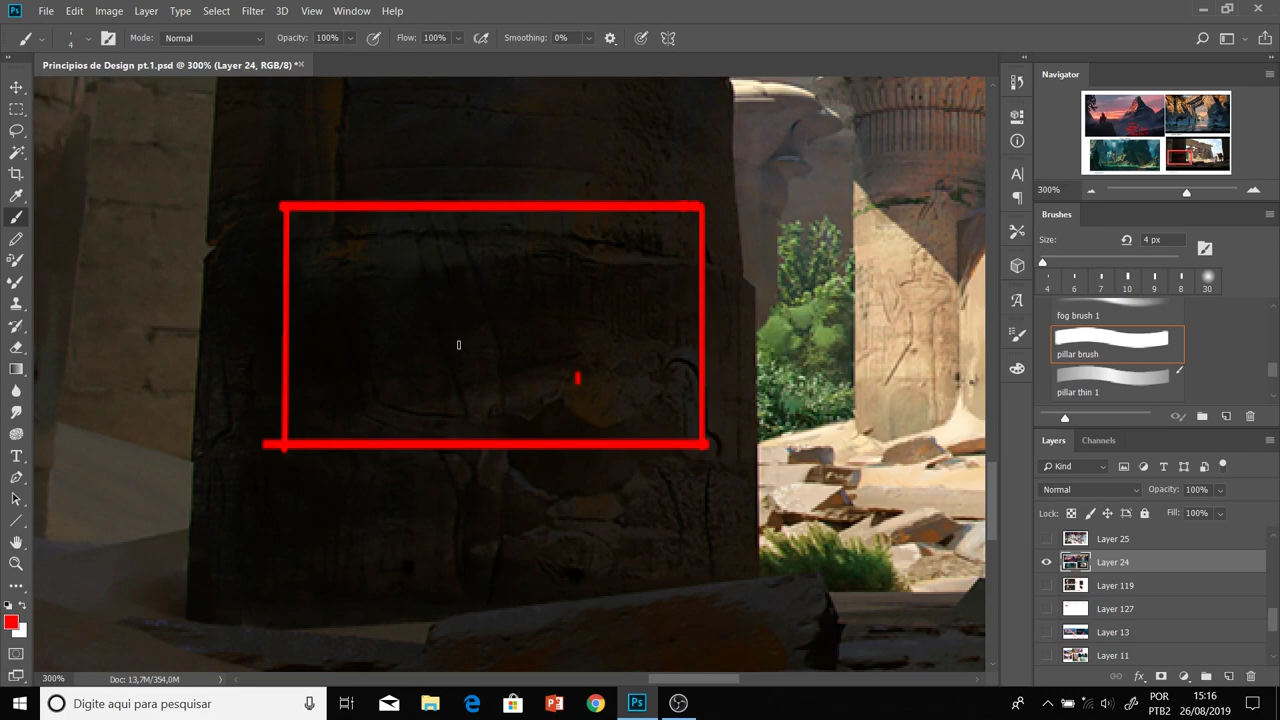 Ps File Edit Image Layer Type Select Filter 3D View Window Help
4 Mode: Normal Opacity: 100% Flow: 100% Smoothing: 0%
Principios de Design pt.1.psd @ 300% (Layer 24, RGB/8) *
Navigator
300%
Brushes
Size: 4 px
4 6 7 10 9 8 30
fog brush 1
pillar brush
pillar thin 1
Layers Channels
Kind
Normal Opacity: 100%
Lock: Fill: 100%
Layer 25
Layer 24
Layer 119
Layer 127
Layer 13
Layer 11
300% Doc: 13,7M/354,0M
Digite aqui para pesquisar
POR
PTB2
15:16
26/08/2019